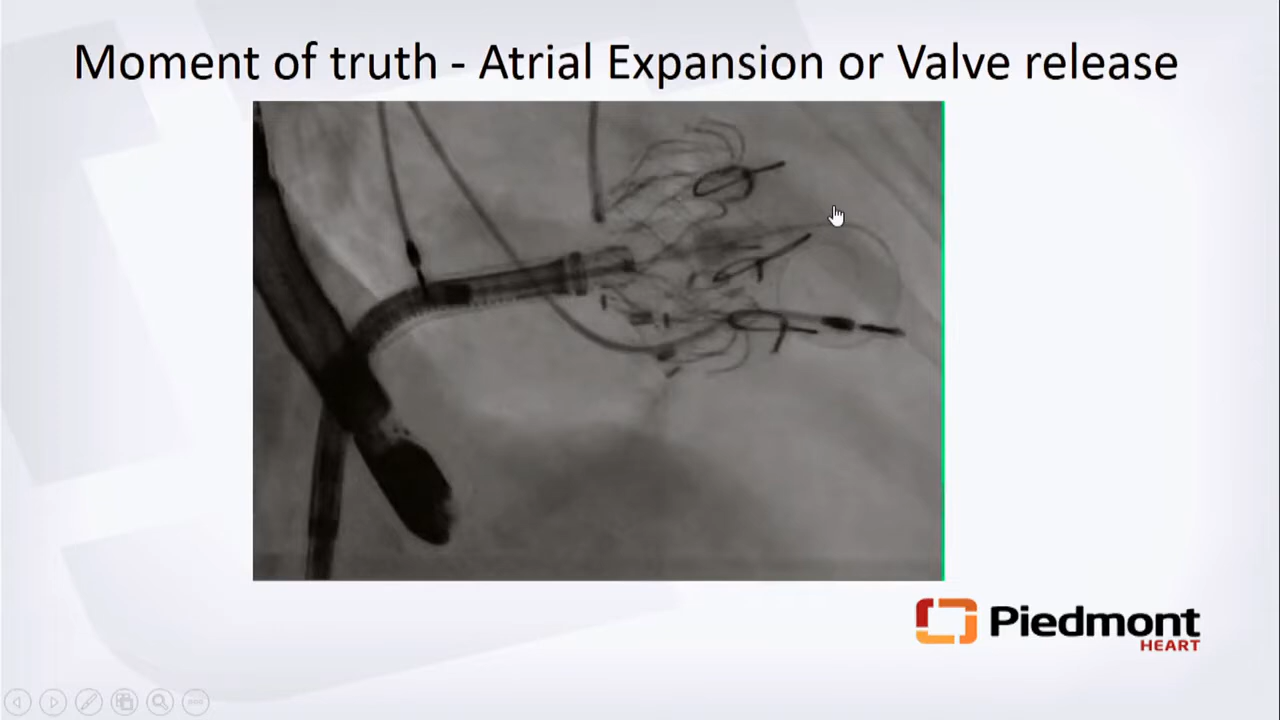 Moment of truth - Atrial Expansion or Valve release
Piedmont
HEART